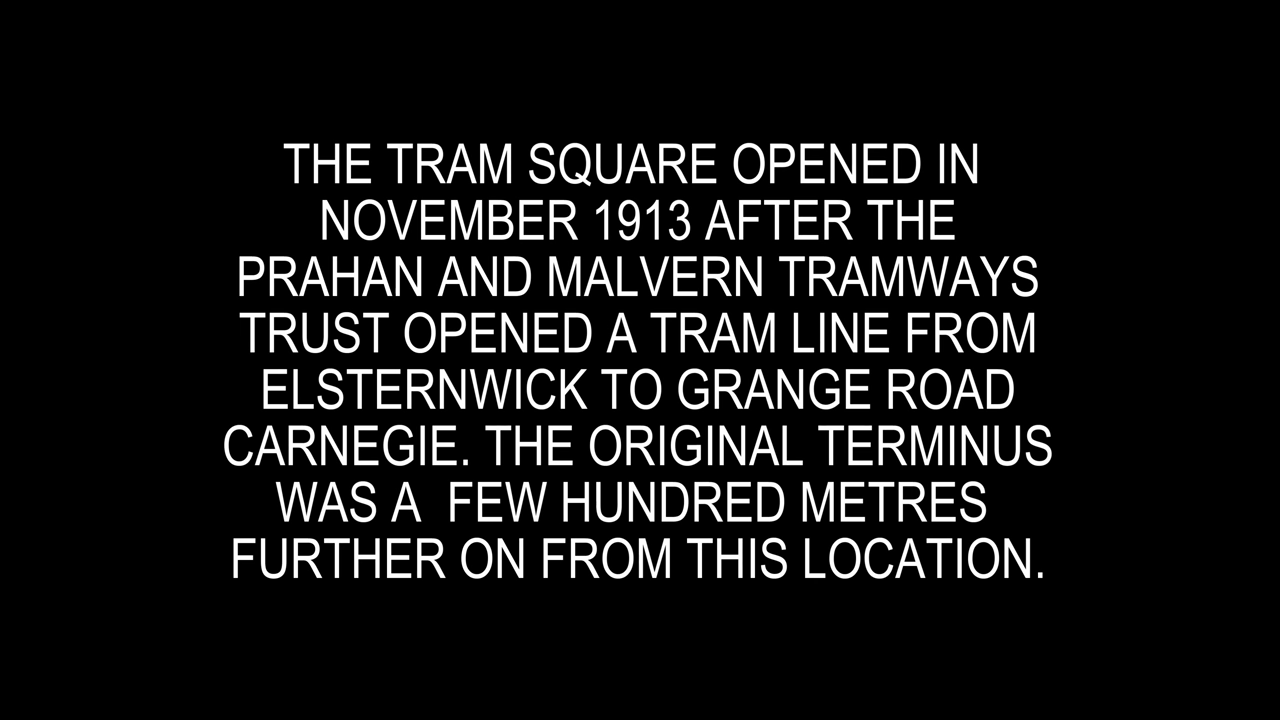 THE TRAM SQUARE OPENED IN
NOVEMBER 1913 AFTER THE
PRAHAN AND MALVERN TRAMWAYS
TRUST OPENED A TRAM LINE FROM
ELSTERNWICK TO GRANGE ROAD
CARNEGIE. THE ORIGINAL TERMINUS
WAS A  FEW HUNDRED METRES
FURTHER ON FROM THIS LOCATION.